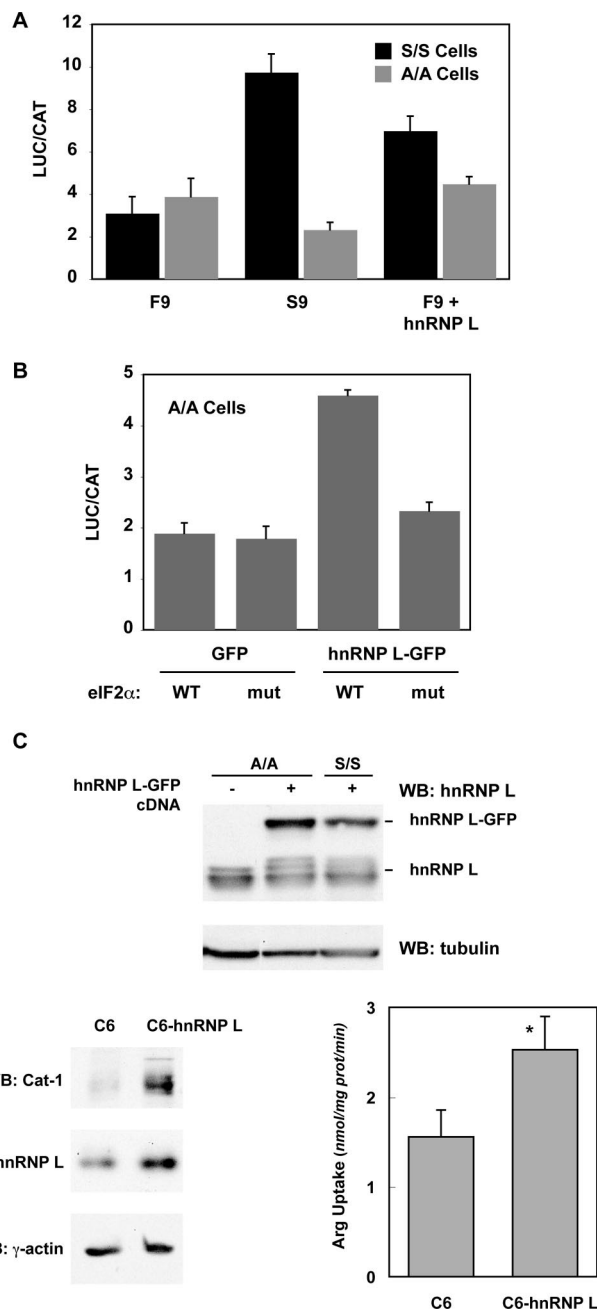 A
12
10
8
6
4
2
0
LUC/CAT
S/S Cells
A/A Cells
F9
S9
F9 +
hnRNP L
B
5
4
3
2
1
0
LUC/CAT
A/A Cells
GFP
hnRNP L-GFP
eIF2α: WT mut WT mut
C
A/A S/S
hnRNP L-GFP
cDNA
- + +
WB: hnRNP L
hnRNP L-GFP
hnRNP L
WB: tubulin
C6 C6-hnRNP L
B: Cat-1
hnRNP L
B: γ-actin
3
2
1
0
Arg Uptake (nmol/mg prot/min)
*
C6 C6-hnRNP L